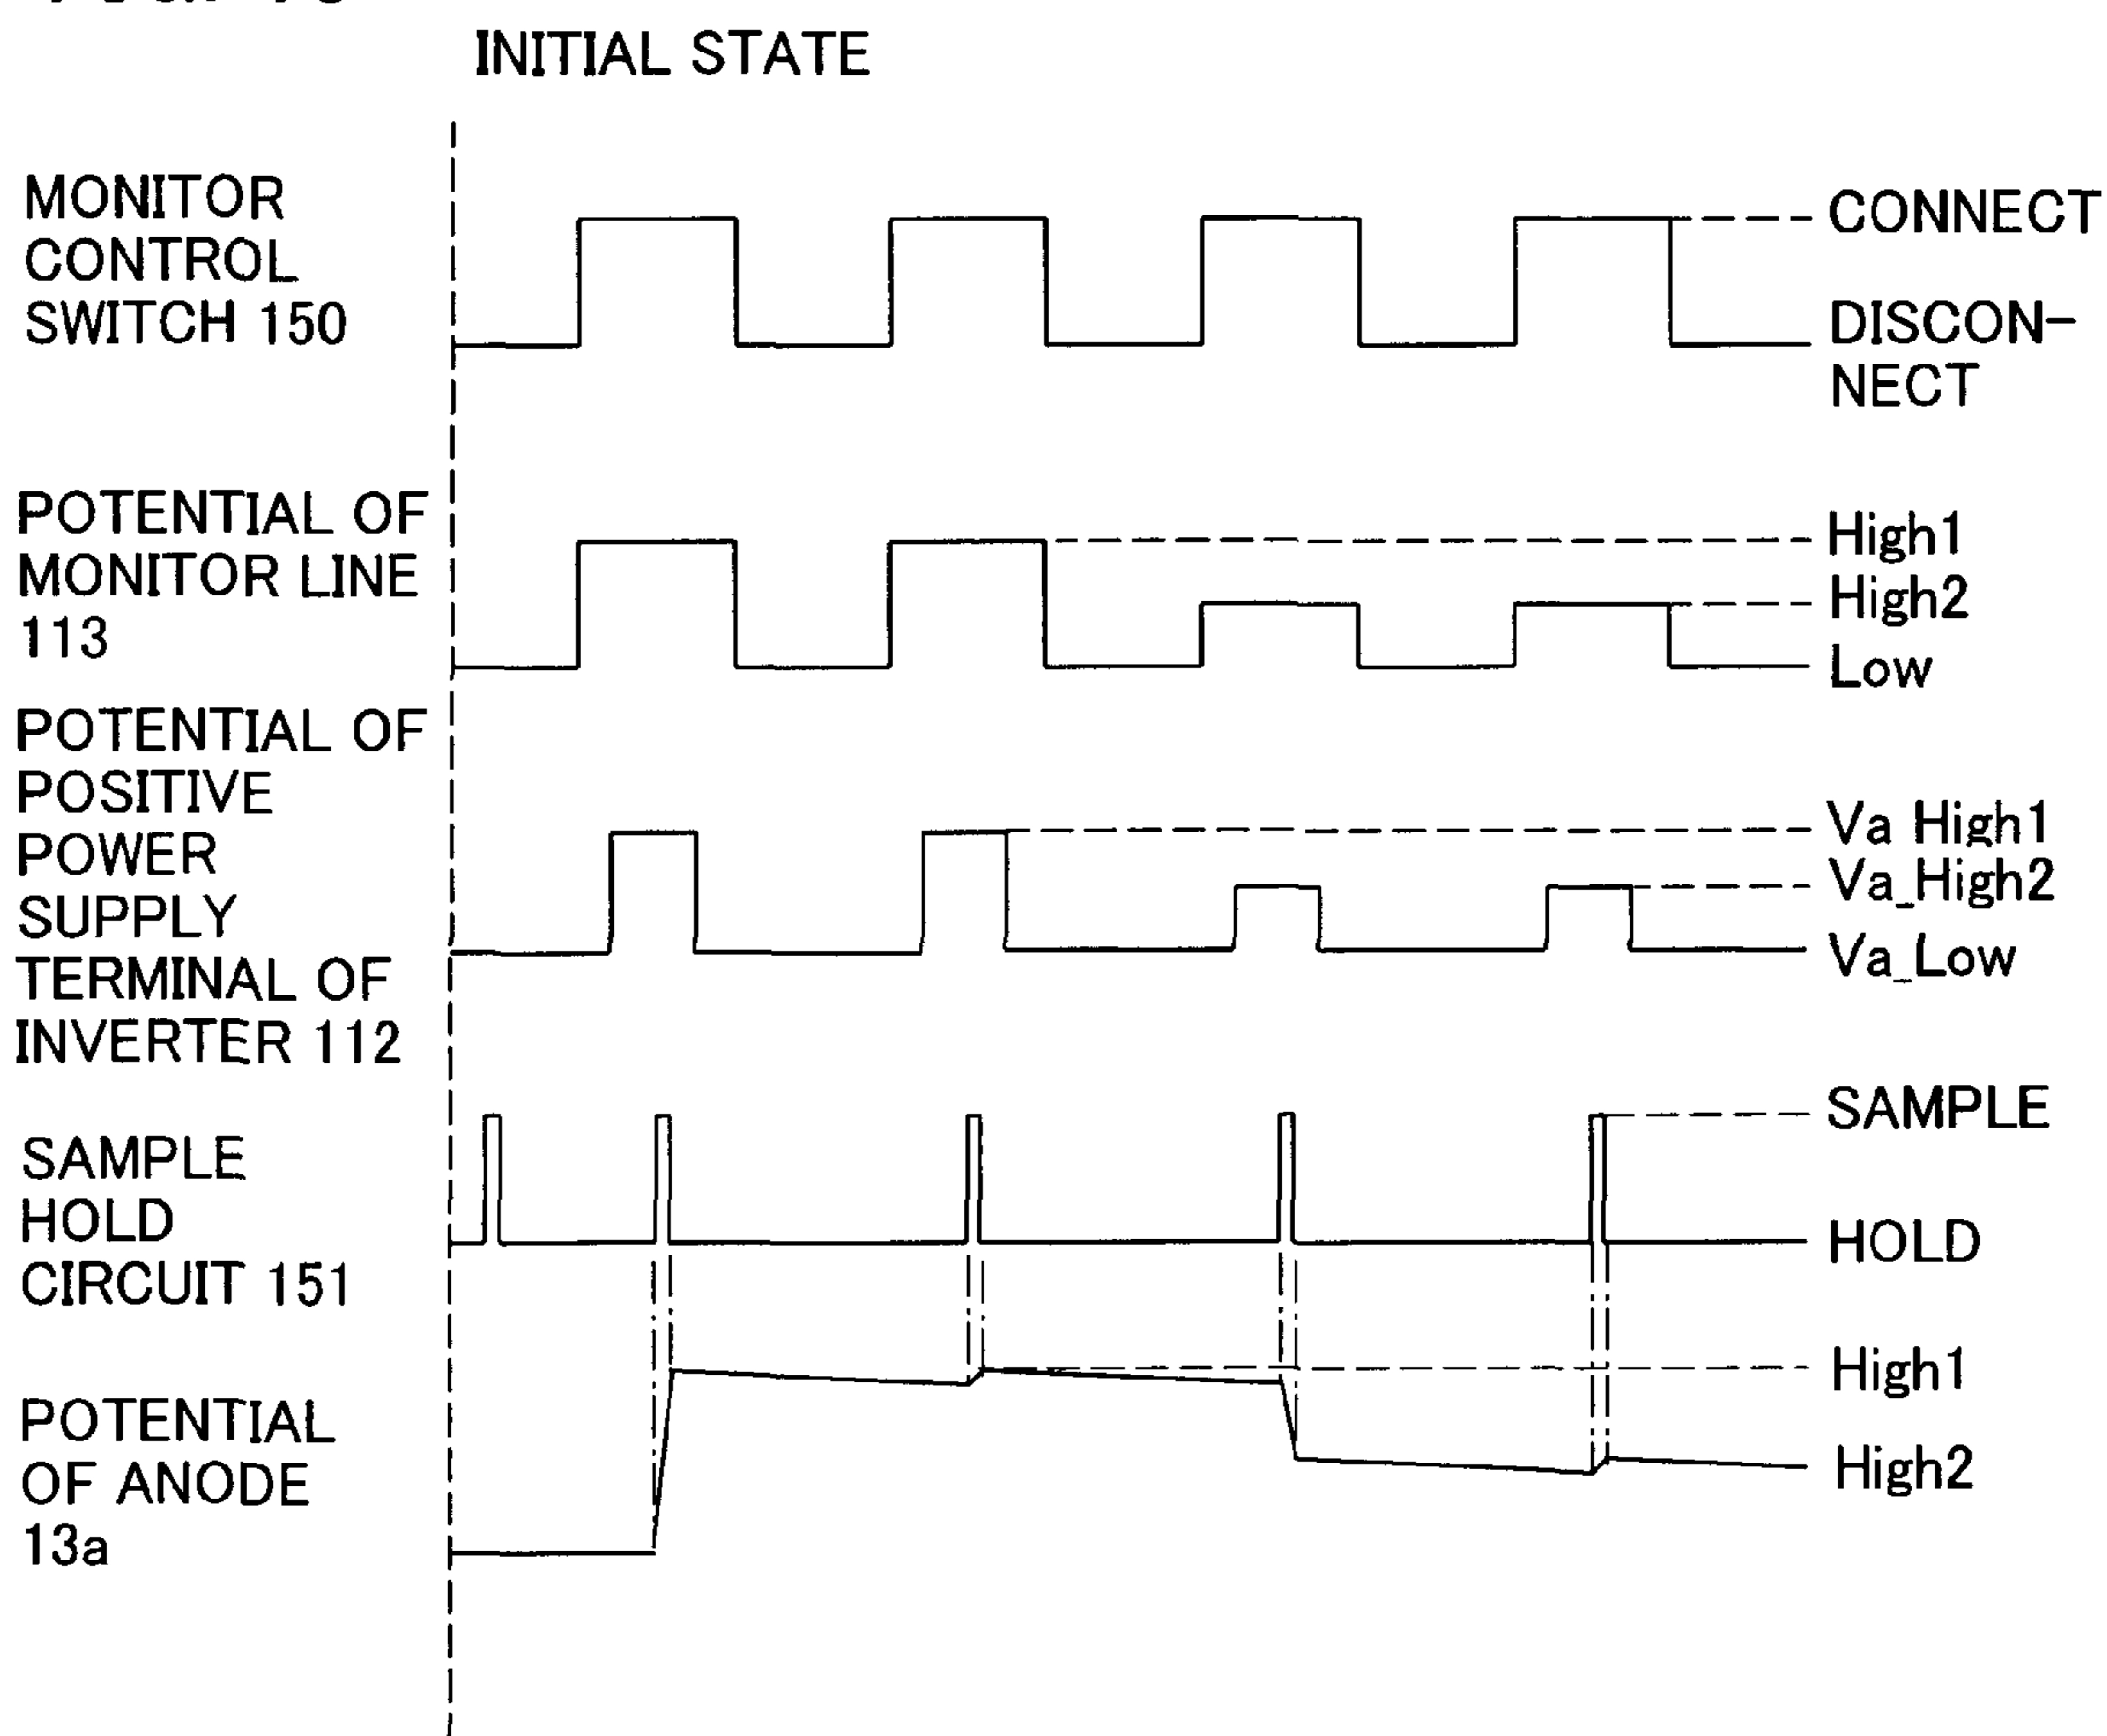 INITIAL STATE
MONITOR
CONTROL
SWITCH 150
CONNECT
DISCON-
NECT
POTENTIAL OF
MONITOR LINE
113
High1
High2
Low
POTENTIAL OF
POSITIVE
POWER
SUPPLY
TERMINAL OF
INVERTER 112
Va High1
Va_High2
Va_Low
SAMPLE
HOLD
CIRCUIT 151
SAMPLE
HOLD
POTENTIAL
OF ANODE
13a
High1
High2